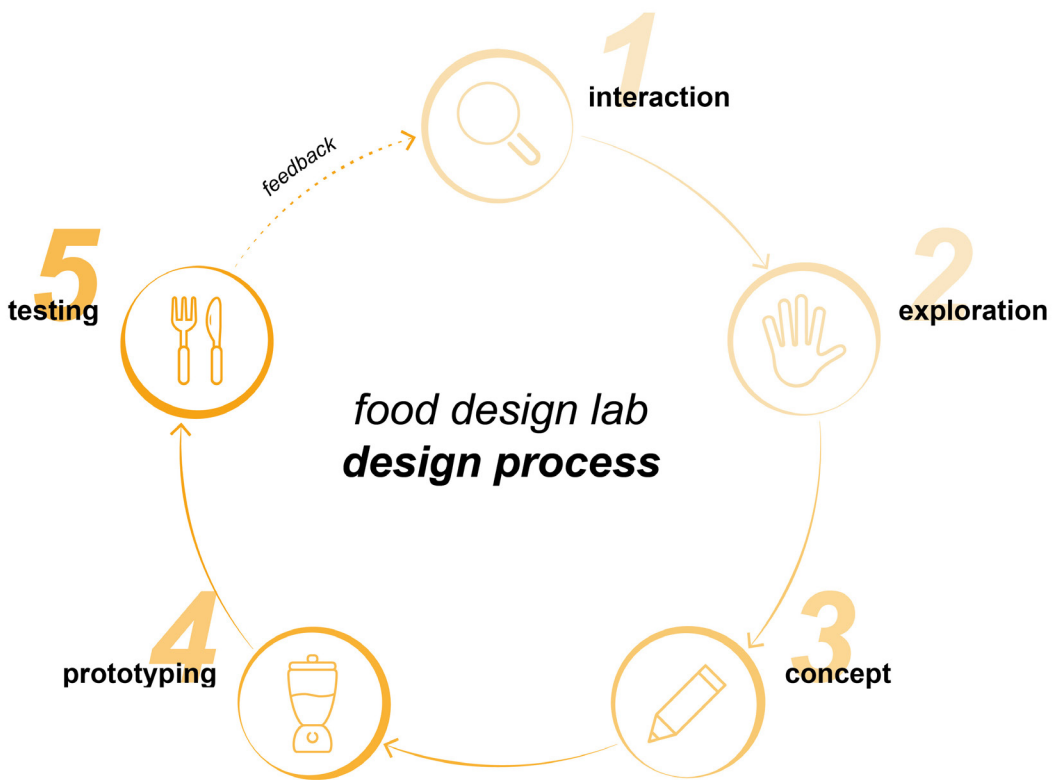 1
interaction
2
exploration
3
concept
4
prototyping
5
testing
feedback
food design lab
design process